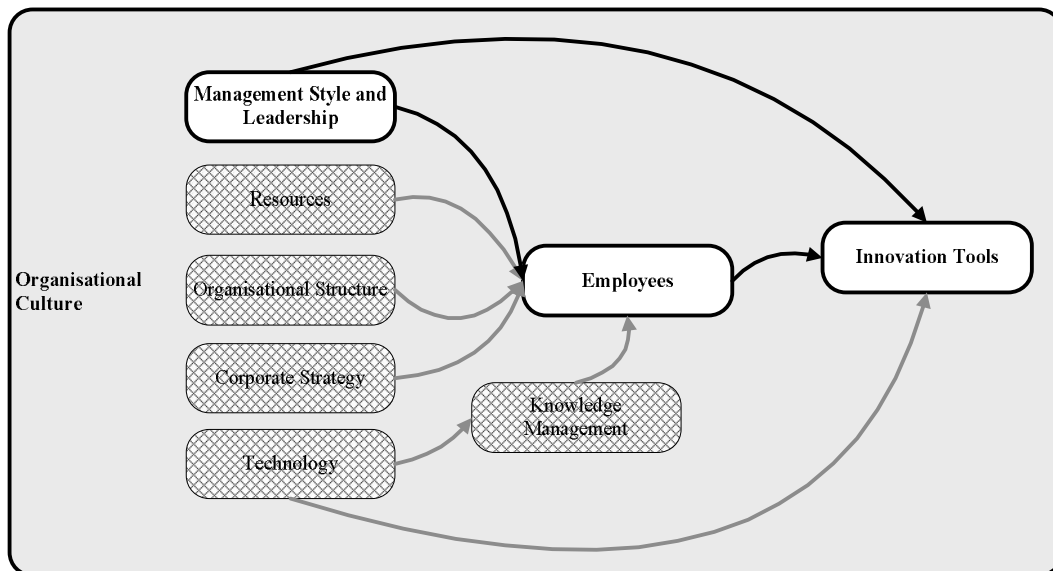 Management Style and
Leadership
Resources
Organisational
Culture
Organisational Structure
Employees
Innovation Tools
Corporate Strategy
Knowledge
Management
Technology